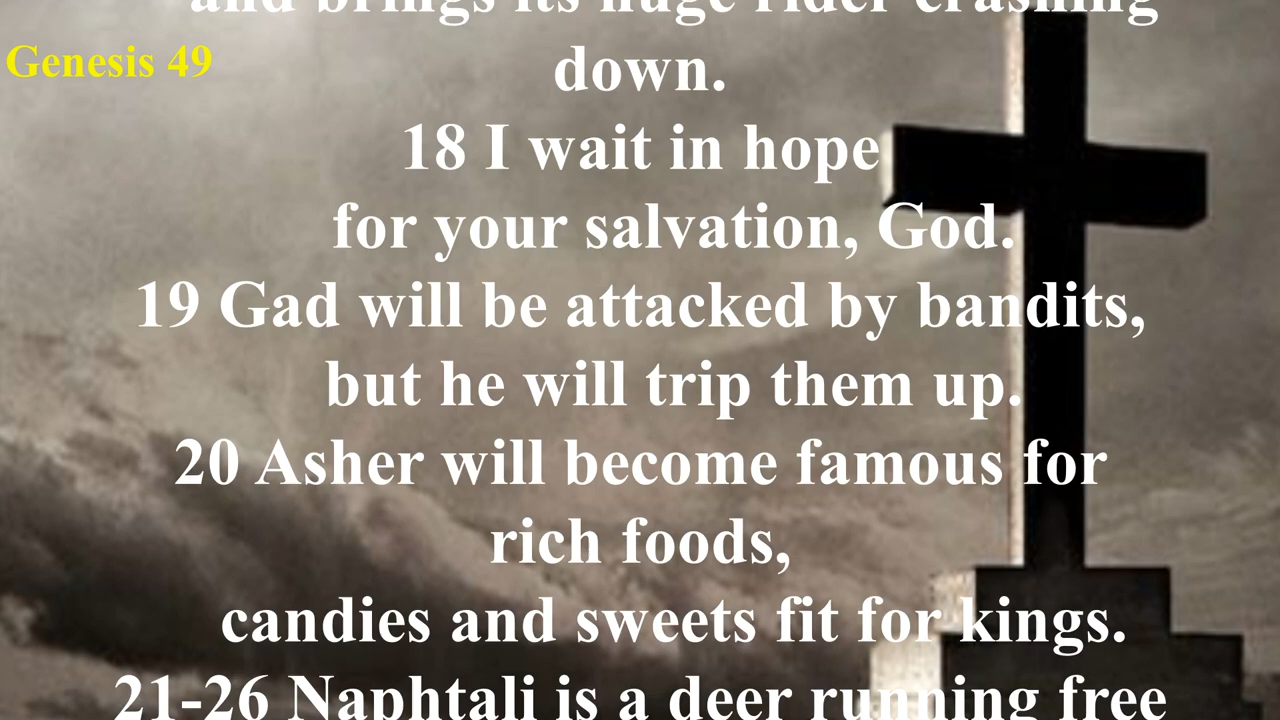 and brings its huge rider crashing
Genesis 49
down.
18 I wait in hope
for your salvation, God.
19 Gad will be attacked by bandits,
but he will trip them up.
20 Asher will become famous for
rich foods,
candies and sweets fit for kings.
21-26 Naphtali is a deer running free